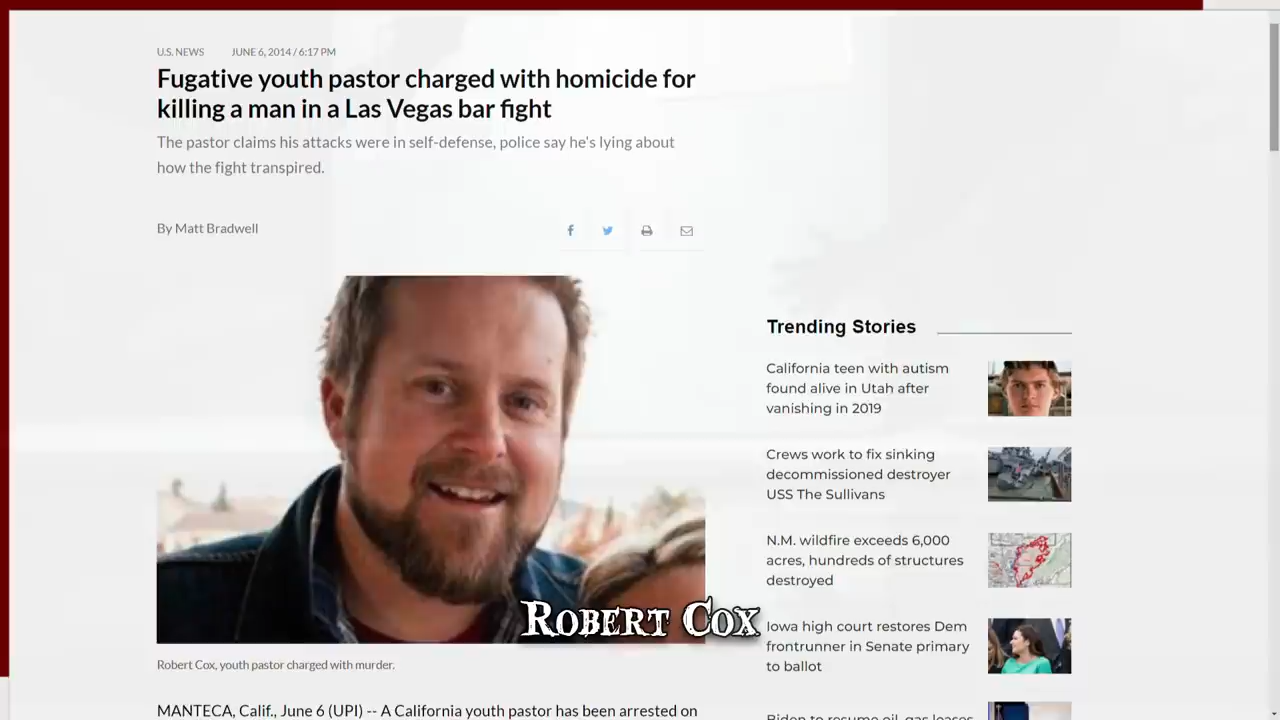 U.S. NEWS JUNE 6, 2014 / 6:17 PM
Fugative youth pastor charged with homicide for
killing a man in a Las Vegas bar fight
The pastor claims his attacks were in self-defense, police say he's lying about
how the fight transpired.
By Matt Bradwell
Robert Cox
Robert Cox, youth pastor charged with murder.
MANTECA, Calif., June 6 (UPI) -- A California youth pastor has been arrested on
Trending Stories
California teen with autism
found alive in Utah after
vanishing in 2019
Crews work to fix sinking
decommissioned destroyer
USS The Sullivans
N.M. wildfire exceeds 6,000
acres, hundreds of structures
destroyed
Iowa high court restores Dem
frontrunner in Senate primary
to ballot
Biden to resume oil, gas leases